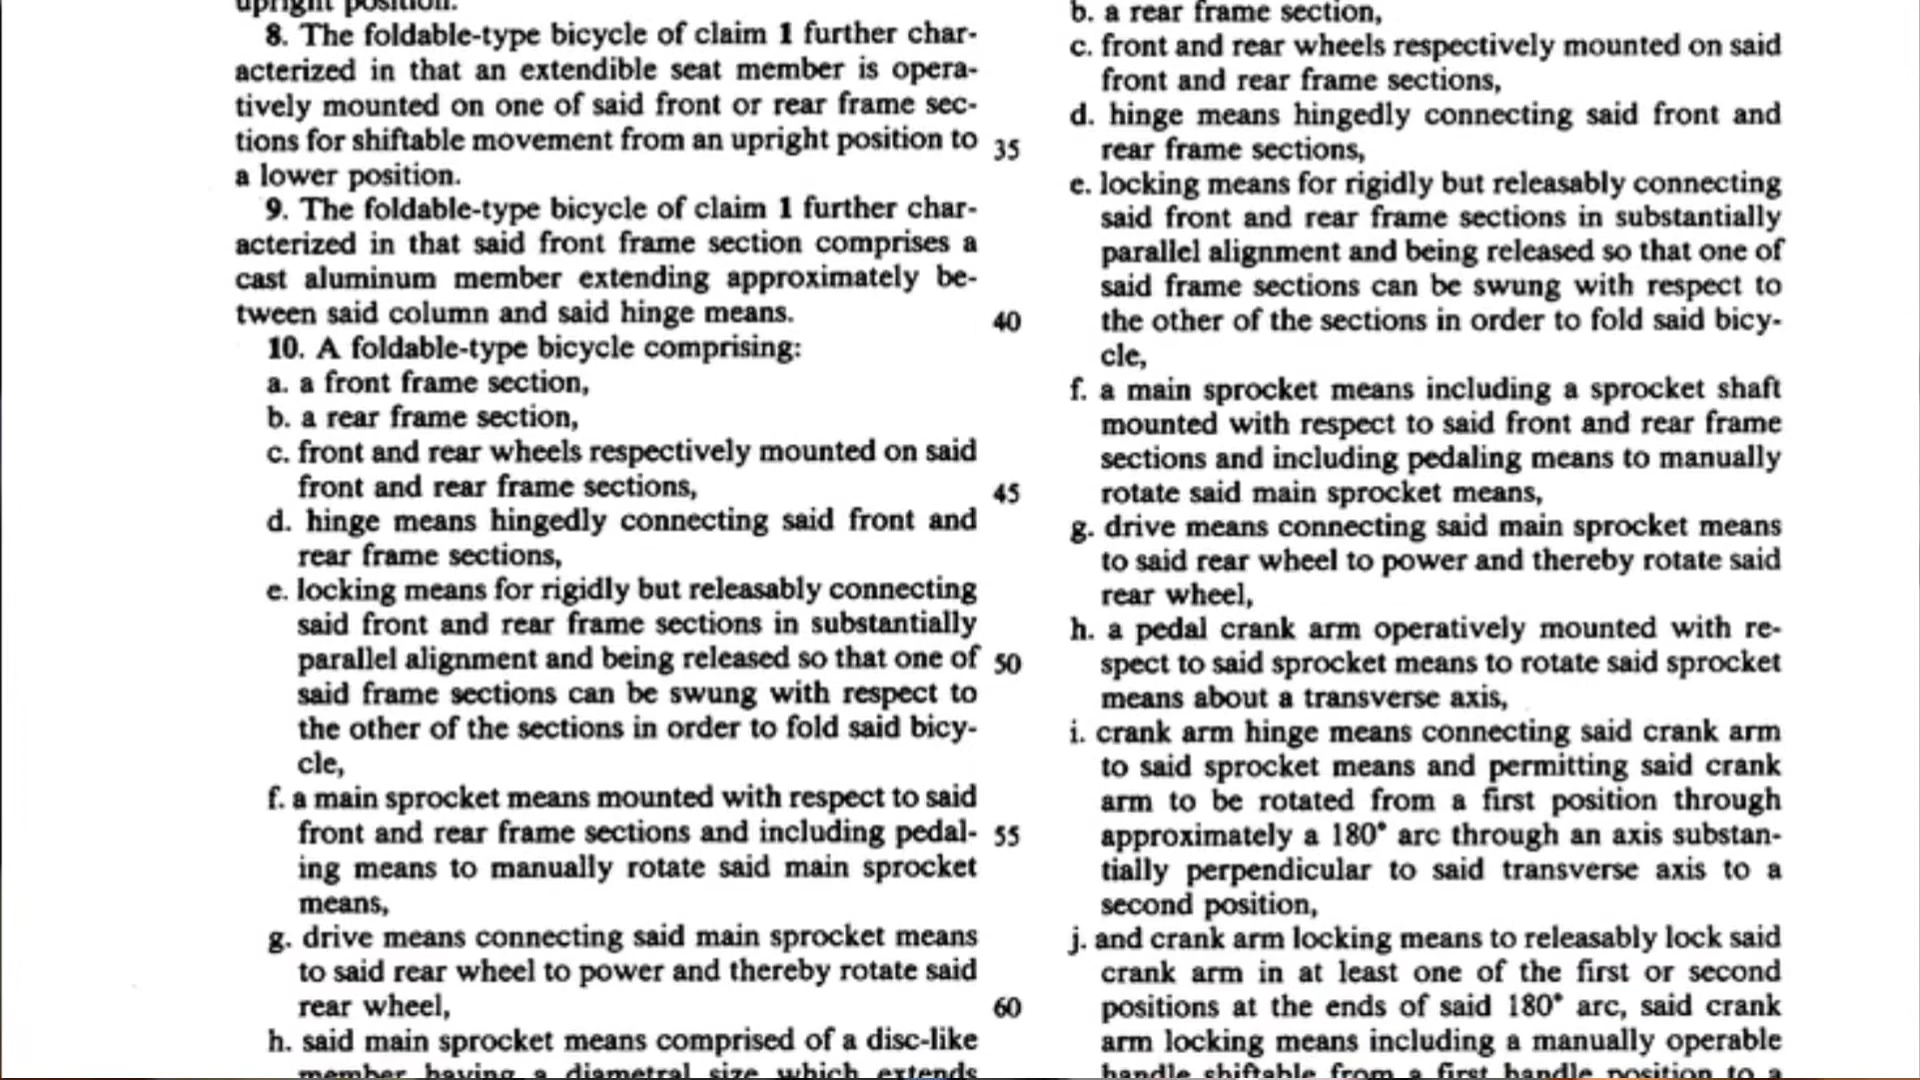 upright position.
8. The foldable-type bicycle of claim 1 further char-
acterized in that an extendible seat member is opera-
tively mounted on one of said front or rear frame sec-
tions for shiftable movement from an upright position to
a lower position.
9. The foldable-type bicycle of claim 1 further char-
acterized in that said front frame section comprises a
cast aluminum member extending approximately be-
tween said column and said hinge means.
10. A foldable-type bicycle comprising:
a. a front frame section,
b. a rear frame section,
c. front and rear wheels respectively mounted on said
front and rear frame sections,
d. hinge means hingedly connecting said front and
rear frame sections,
e. locking means for rigidly but releasably connecting
said front and rear frame sections in substantially
parallel alignment and being released so that one of
said frame sections can be swung with respect to
the other of the sections in order to fold said bicy-
cle,
f. a main sprocket means mounted with respect to said
front and rear frame sections and including pedal-
ing means to manually rotate said main sprocket
means,
g. drive means connecting said main sprocket means
to said rear wheel to power and thereby rotate said
rear wheel,
h. said main sprocket means comprised of a disc-like
member having a diametral size which extends
35
40
45
50
55
60
b. a rear frame section,
c. front and rear wheels respectively mounted on said
front and rear frame sections,
d. hinge means hingedly connecting said front and
rear frame sections,
e. locking means for rigidly but releasably connecting
said front and rear frame sections in substantially
parallel alignment and being released so that one of
said frame sections can be swung with respect to
the other of the sections in order to fold said bicy-
cle,
f. a main sprocket means including a sprocket shaft
mounted with respect to said front and rear frame
sections and including pedaling means to manually
rotate said main sprocket means,
g. drive means connecting said main sprocket means
to said rear wheel to power and thereby rotate said
rear wheel,
h. a pedal crank arm operatively mounted with re-
spect to said sprocket means to rotate said sprocket
means about a transverse axis,
i. crank arm hinge means connecting said crank arm
to said sprocket means and permitting said crank
arm to be rotated from a first position through
approximately a 180° arc through an axis substan-
tially perpendicular to said transverse axis to a
second position,
j. and crank arm locking means to releasably lock said
crank arm in at least one of the first or second
positions at the ends of said 180° arc, said crank
arm locking means including a manually operable
handle shiftable from a first handle position to a